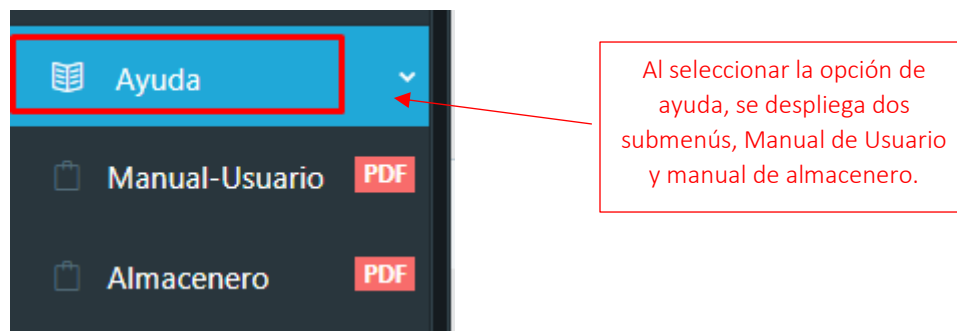 Ayuda
Manual-Usuario PDF
Almacenero PDF
Al seleccionar la opción de
ayuda, se despliega dos
submenús, Manual de Usuario
y manual de almacenero.